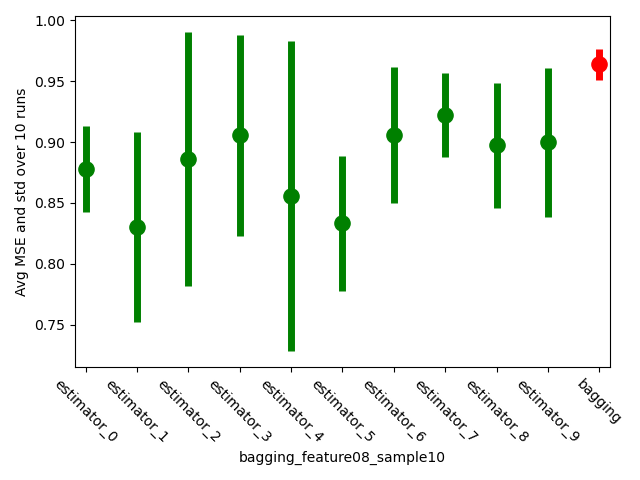 1.00
0.95
0.90
0.85
0.80
0.75
Avg MSE and std over 10 runs
estimator_0
estimator_1
estimator_2
estimator_3
estimator_4
estimator_5
estimator_6
estimator_7
estimator_8
estimator_9
bagging
bagging_feature08_sample10